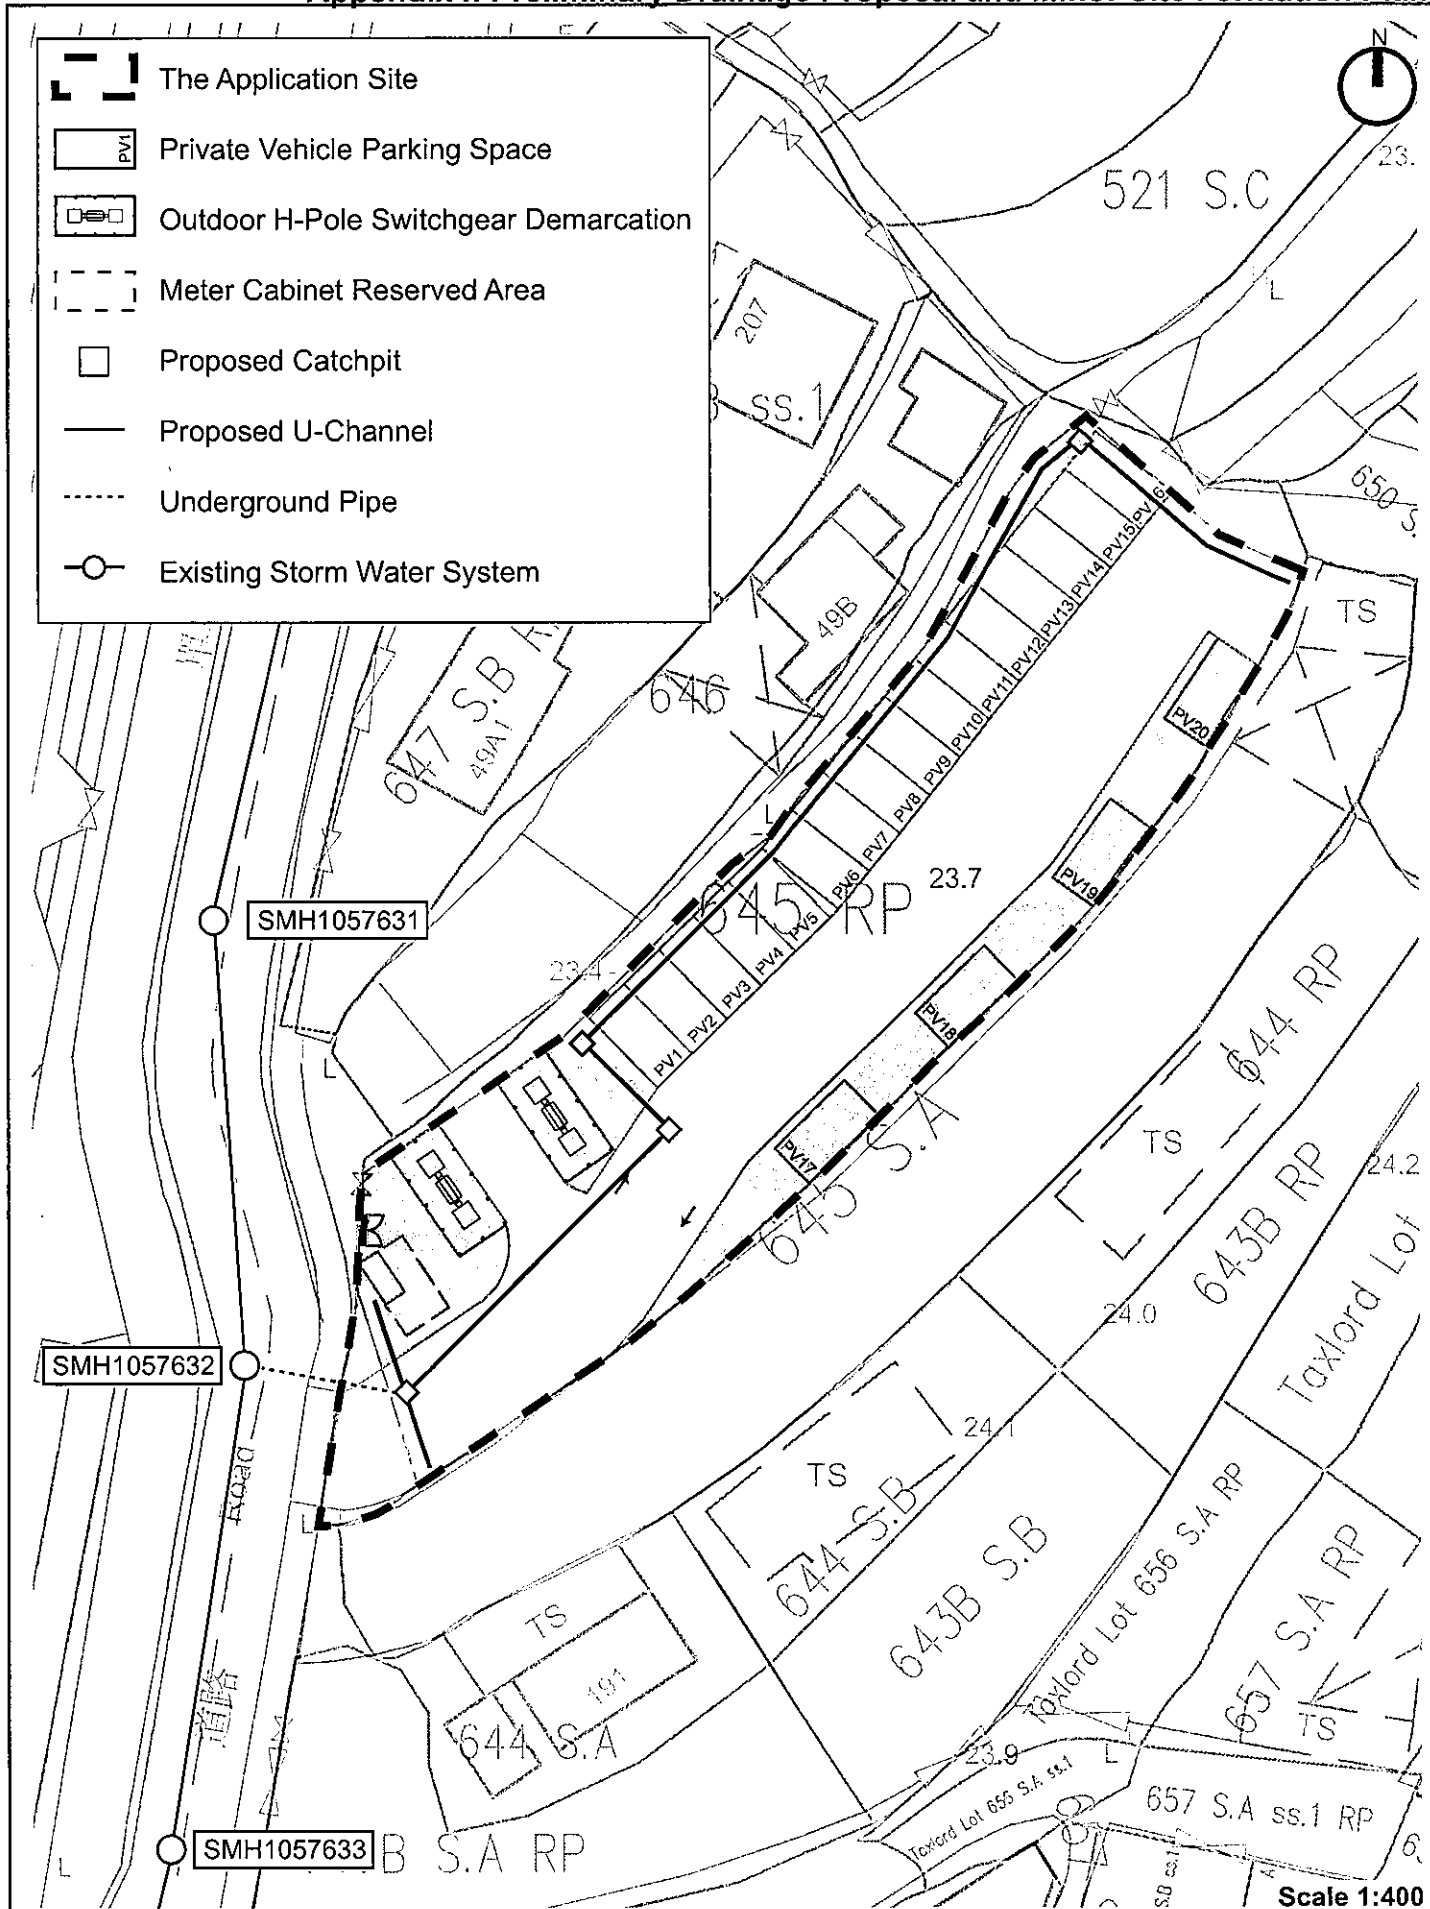 N
The Application Site
PV1
Private Vehicle Parking Space
Outdoor H-Pole Switchgear Demarcation
Meter Cabinet Reserved Area
Proposed Catchpit
Proposed U-Channel
Underground Pipe
Existing Storm Water System
521 S.C
23.
L
207
ss.1
650 S.
TS
49B
646
647 S.B
49A1
PV15
PV14
PV13
PV12
PV11
PV10
PV9
PV8
PV7
PV6
PV5
PV4
PV3
PV2
PV1
PV20
PV19
PV18
PV17
23.7
645 RP
23.4
SMH1057631
L
645 S.A
644 RP
TS
643B RP
24.2
24.0
Taxlord Lot
SMH1057632
24.1
TS
644 S.B
Road
L
643B S.B
Taxlord Lot 656 S.A RP
657 S.A RP
TS
TS
191
644 S.A
道路
23.9
L
Taxlord Lot 656 S.A ss.1
657 S.A ss.1 RP
SMH1057633
B S.A RP
L
Scale 1:400